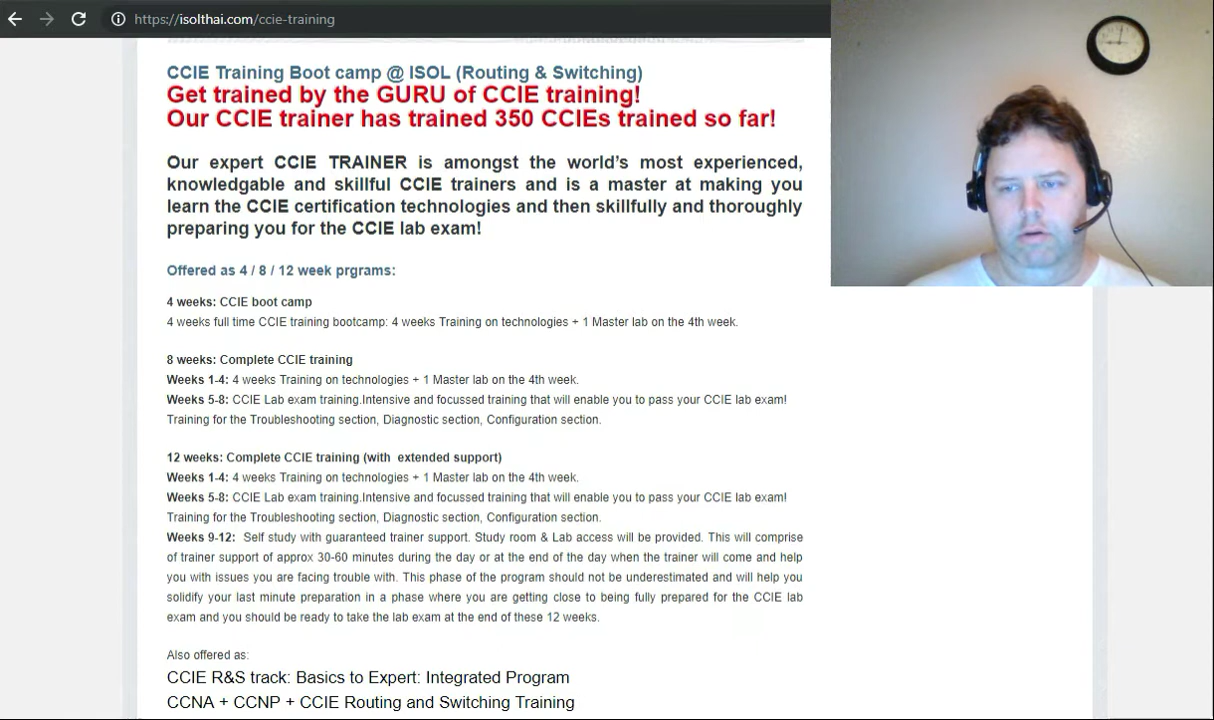 https://isolthai.com/ccie-training
CCIE Training Boot camp @ ISOL (Routing & Switching)
Get trained by the GURU of CCIE training!
Our CCIE trainer has trained 350 CCIEs trained so far!
Our expert CCIE TRAINER is amongst the world's most experienced,
knowledgable and skillful CCIE trainers and is a master at making you
learn the CCIE certification technologies and then skillfully and thoroughly
preparing you for the CCIE lab exam!
Offered as 4 / 8 / 12 week prgrams:
4 weeks: CCIE boot camp
4 weeks full time CCIE training bootcamp: 4 weeks Training on technologies + 1 Master lab on the 4th week.
8 weeks: Complete CCIE training
Weeks 1-4: 4 weeks Training on technologies + 1 Master lab on the 4th week.
Weeks 5-8: CCIE Lab exam training.Intensive and focussed training that will enable you to pass your CCIE lab exam!
Training for the Troubleshooting section, Diagnostic section, Configuration section.
12 weeks: Complete CCIE training (with extended support)
Weeks 1-4: 4 weeks Training on technologies + 1 Master lab on the 4th week.
Weeks 5-8: CCIE Lab exam training.Intensive and focussed training that will enable you to pass your CCIE lab exam!
Training for the Troubleshooting section, Diagnostic section, Configuration section.
Weeks 9-12: Self study with guaranteed trainer support. Study room & Lab access will be provided. This will comprise
of trainer support of approx 30-60 minutes during the day or at the end of the day when the trainer will come and help
you with issues you are facing trouble with. This phase of the program should not be underestimated and will help you
solidify your last minute preparation in a phase where you are getting close to being fully prepared for the CCIE lab
exam and you should be ready to take the lab exam at the end of these 12 weeks.
Also offered as:
CCIE R&S track: Basics to Expert: Integrated Program
CCNA + CCNP + CCIE Routing and Switching Training